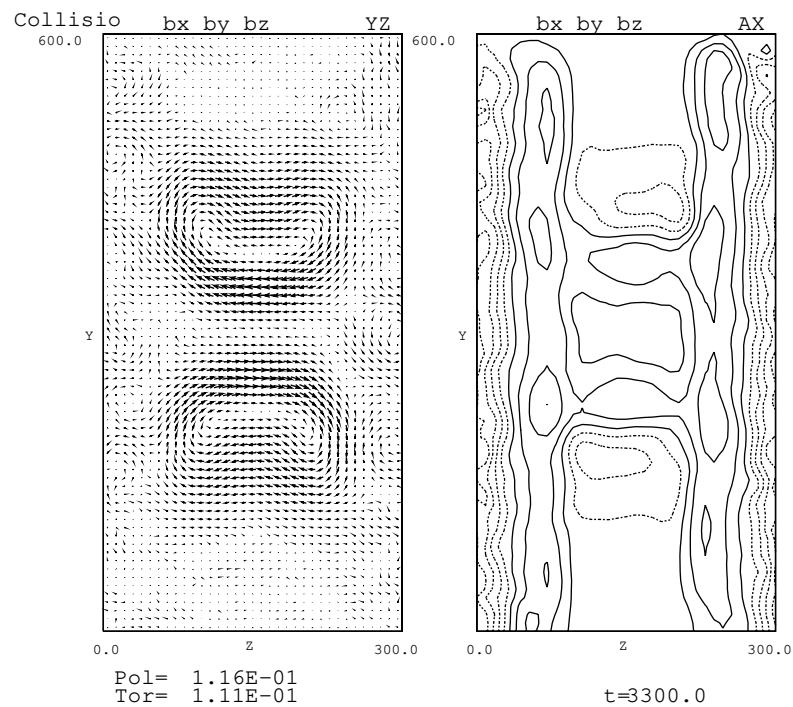 Collisio bx by bz YZ bx by bz AX
600.0 600.0
Y Y
0.0 Z 300.0 0.0 Z 300.0
Pol= 1.16E-01
Tor= 1.11E-01 t=3300.0